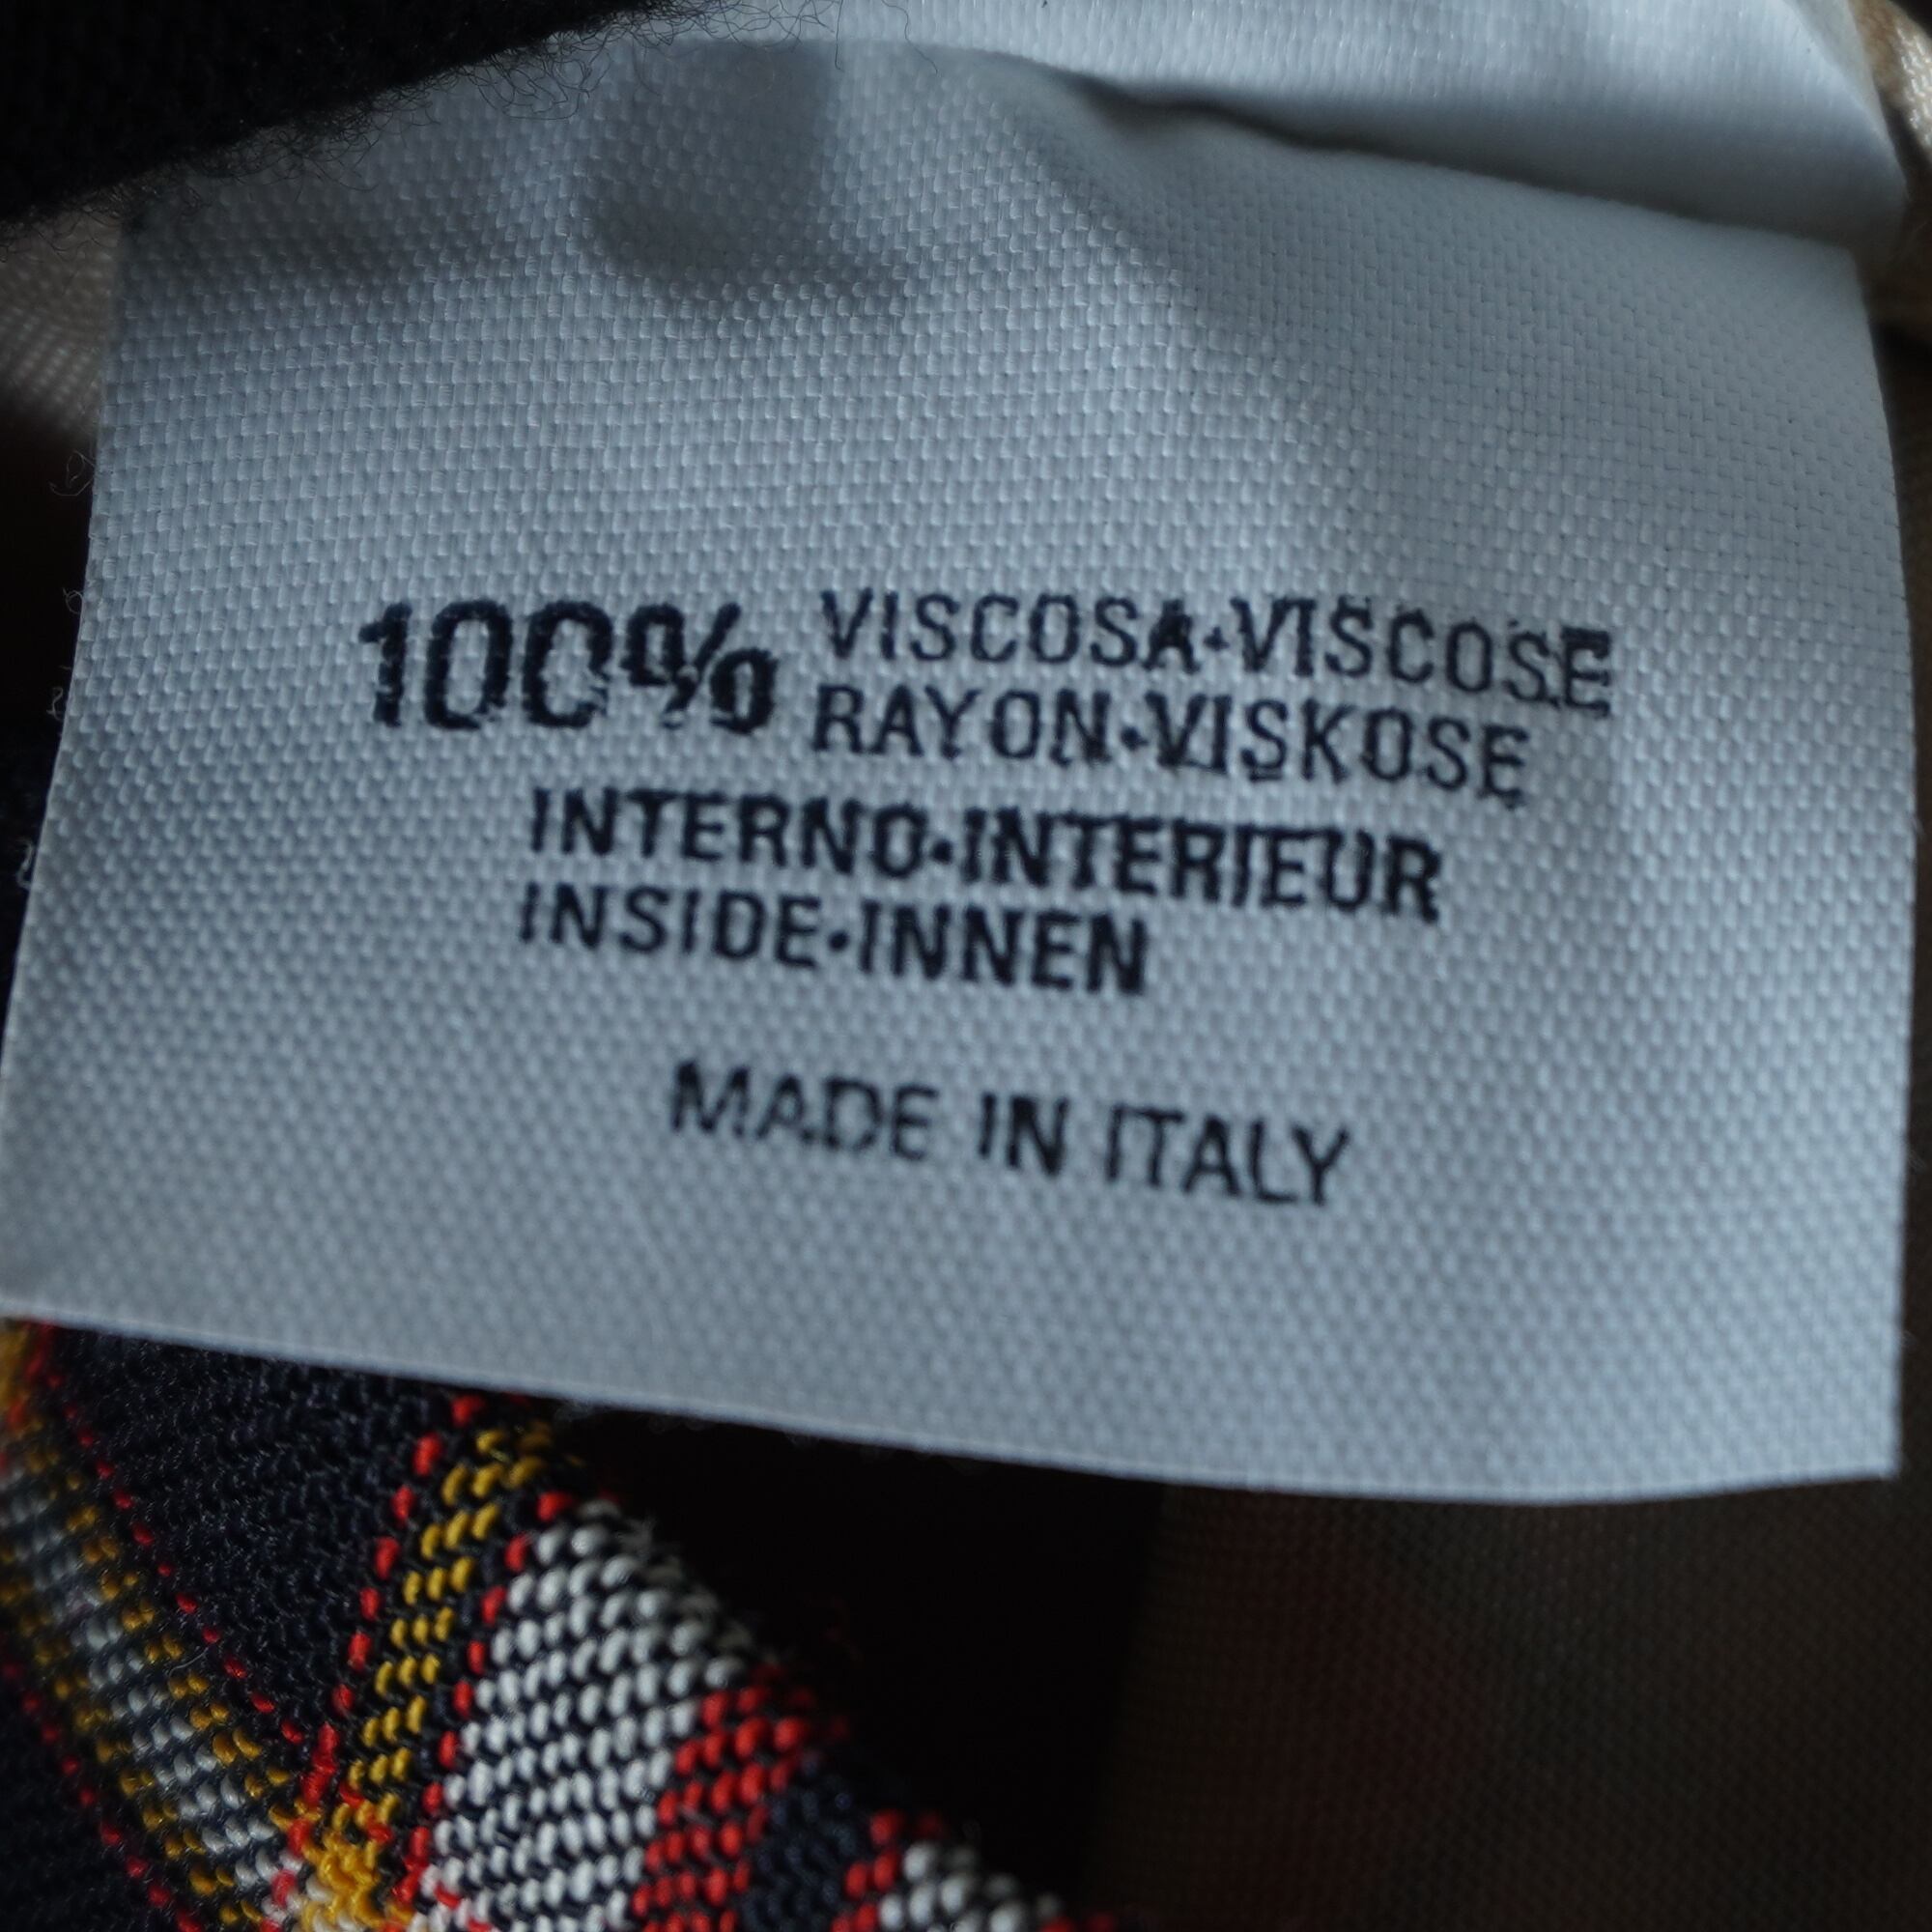 100% VISCOSA·VISCOSE
RAYON·VISKOSE
INTERNO·INTERIEUR
INSIDE·INNEN
MADE IN ITALY